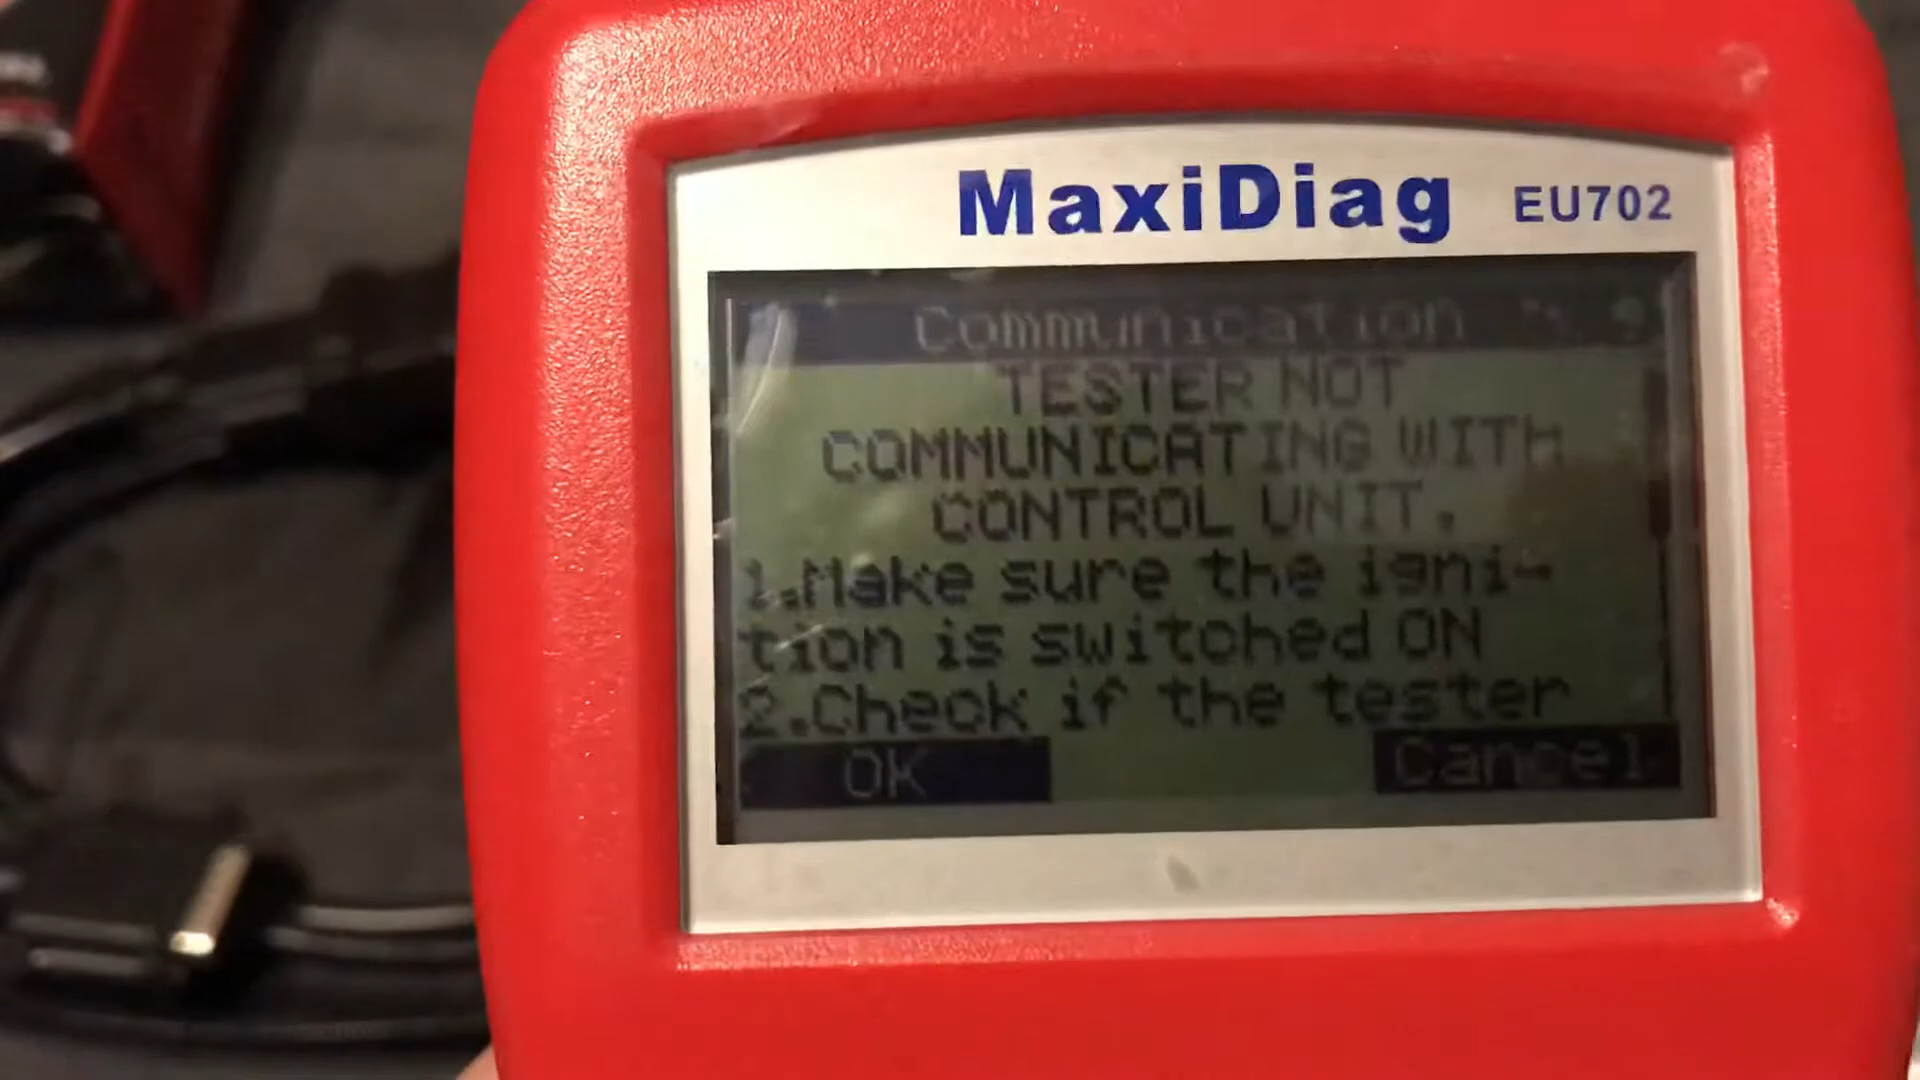 MaxiDiag EU702
Communication
TESTER NOT
COMMUNICATING WITH
CONTROL UNIT.
1.Make sure the igni-
tion is switched ON
2.Check if the tester
OK Cancel